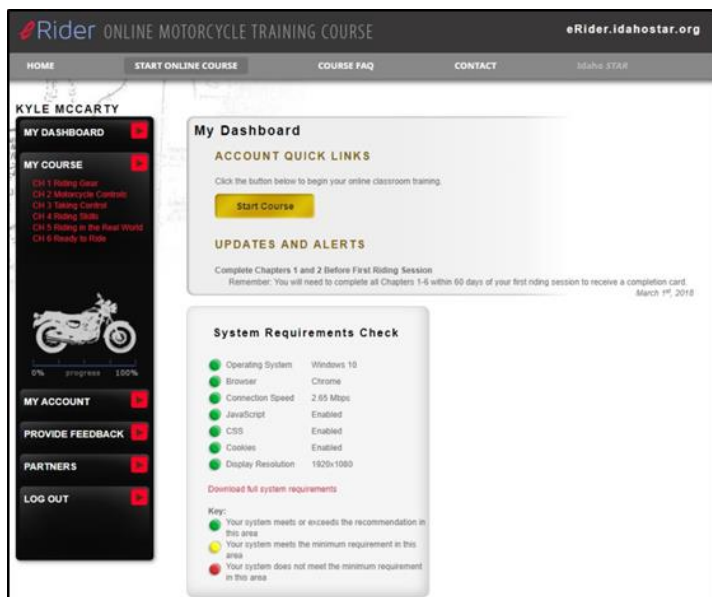 eRider ONLINE MOTORCYCLE TRAINING COURSE
eRider.idahostar.org
HOME
START ONLINE COURSE
COURSE FAQ
CONTACT
Idaho STAR
KYLE MCCARTY
MY DASHBOARD
MY COURSE
CH 1 Riding Gear
CH 2 Motorcycle Controls
CH 3 Taking Control
CH 4 Riding Skills
CH 5 Riding in the Real World
CH 6 Ready to Ride
0% progress 100%
MY ACCOUNT
PROVIDE FEEDBACK
PARTNERS
LOG OUT
My Dashboard
ACCOUNT QUICK LINKS
Click the button below to begin your online classroom training.
Start Course
UPDATES AND ALERTS
Complete Chapters 1 and 2 Before First Riding Session
Remember: You will need to complete all Chapters 1-6 within 60 days of your first riding session to receive a completion card.
March 1st, 2018
System Requirements Check
Operating System Windows 10
Browser Chrome
Connection Speed 2.65 Mbps
JavaScript Enabled
CSS Enabled
Cookies Enabled
Display Resolution 1920x1080
Download full system requirements
Key:
Your system meets or exceeds the recommendation in
this area
Your system meets the minimum requirement in this
area
Your system does not meet the minimum requirement
in this area